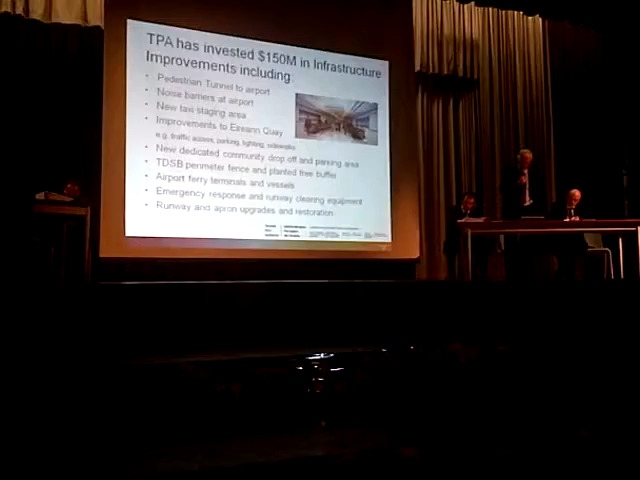 TPA has invested $150M in Infrastructure
Improvements including:
• Pedestrian Tunnel to airport
• Noise barriers at airport
• New taxi staging area
• Improvements to Eireann Quay
e.g. traffic access, parking, lighting, sidewalks
• New dedicated community drop off and parking area
• TDSB perimeter fence and planted tree buffer
• Airport ferry terminals and vessels
• Emergency response and runway clearing equipment
• Runway and apron upgrades and restoration